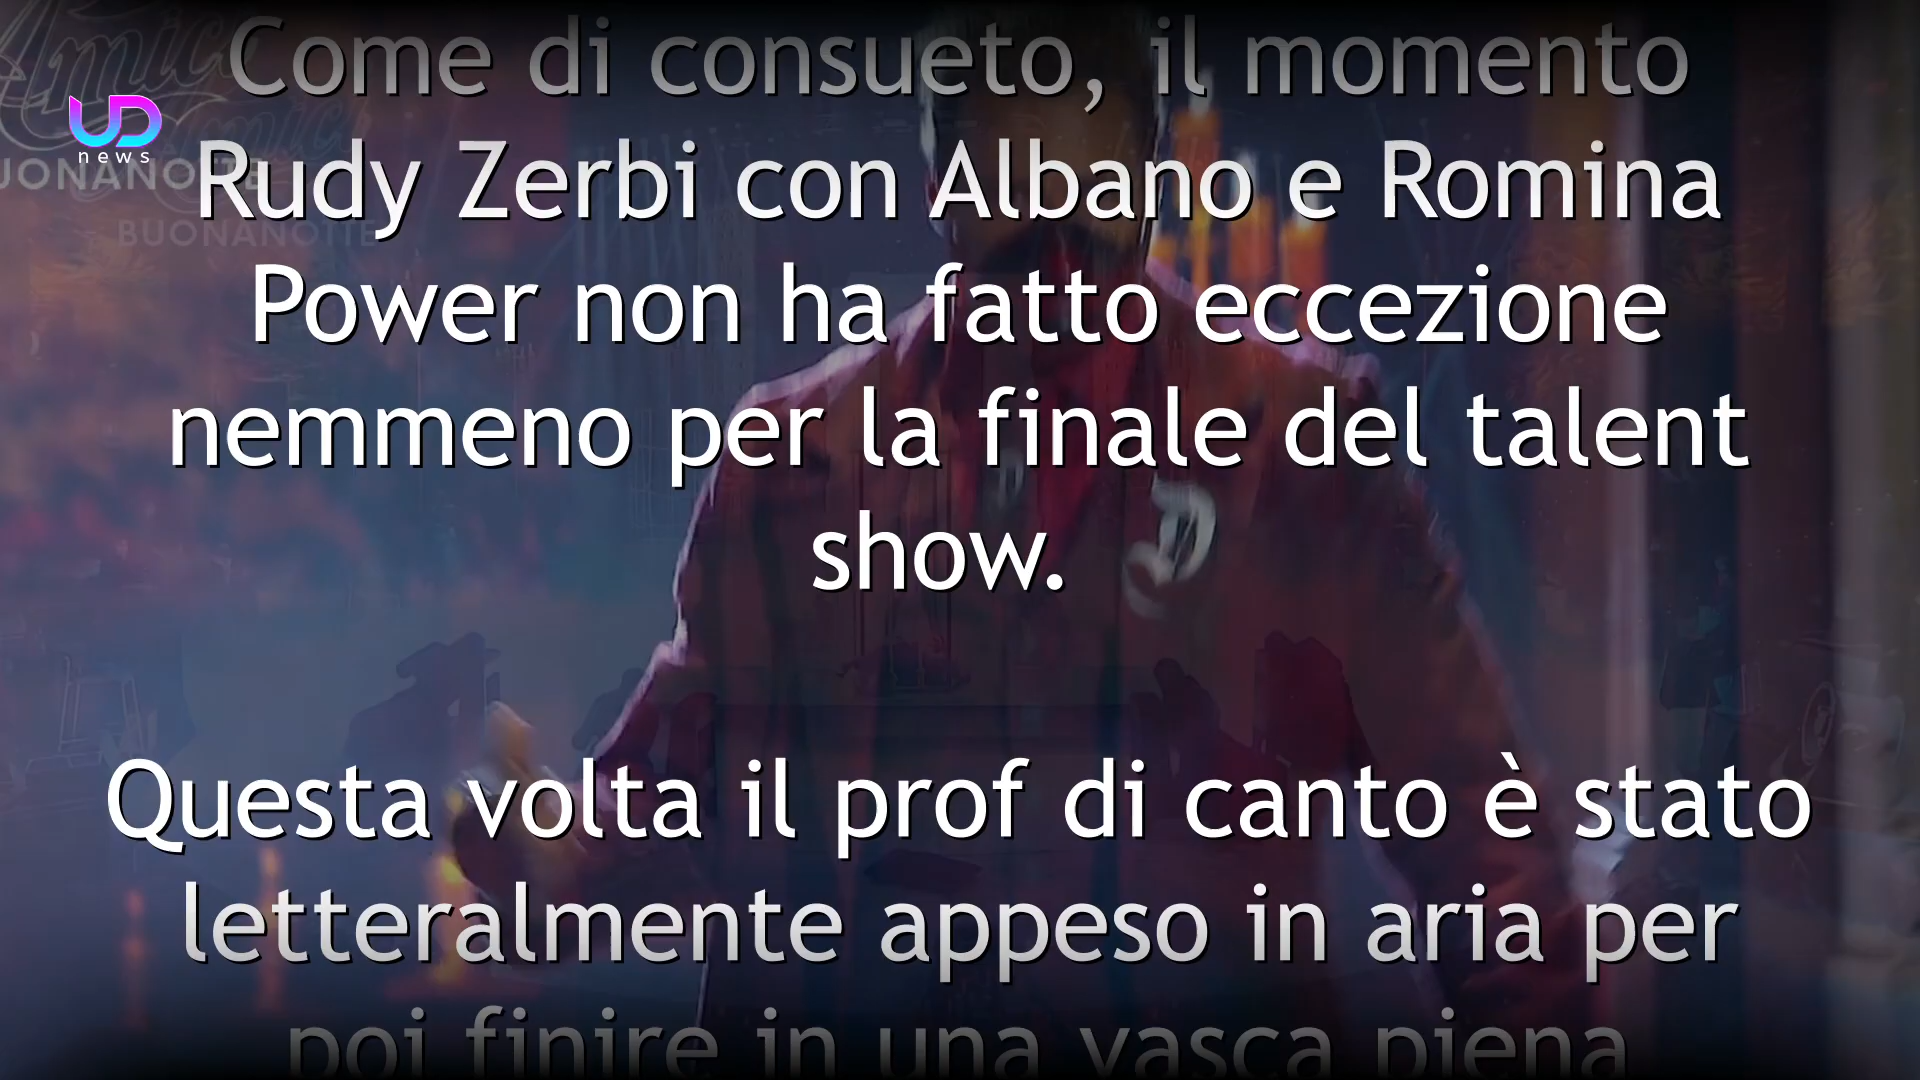 Amici
UD
news
UONANOTTE
BUONANOTTE
Come di consueto, il momento
Rudy Zerbi con Albano e Romina
Power non ha fatto eccezione
nemmeno per la finale del talent
show.
Questa volta il prof di canto è stato
letteralmente appeso in aria per
poi finire in una vasca piena